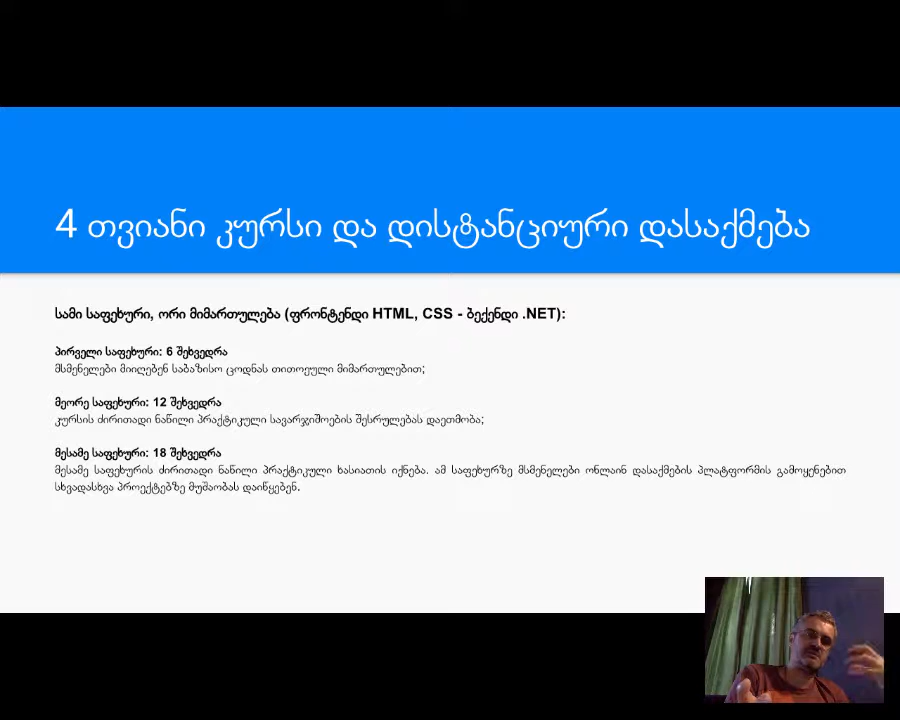 4 თვიანი კურსი და დისტანციური დასაქმება
სამი საფეხური, ორი მიმართულება (ფრონტენდი HTML, CSS - ბექენდი .NET):
პირველი საფეხური: 6 შეხვედრა
მსმენელები მიიღებენ საბაზისო ცოდნას თითოეული მიმართულებით;
მეორე საფეხური: 12 შეხვედრა
კურსის ძირითადი ნაწილი პრაქტიკული სავარჯიშოების შესრულებას დაეთმობა;
მესამე საფეხური: 18 შეხვედრა
მესამე საფეხურის ძირითადი ნაწილი პრაქტიკული ხასიათის იქნება. ამ საფეხურზე მსმენელები ონლაინ დასაქმების პლატფორმის გამოყენებით
სხვადასხვა პროექტებზე მუშაობას დაიწყებენ.